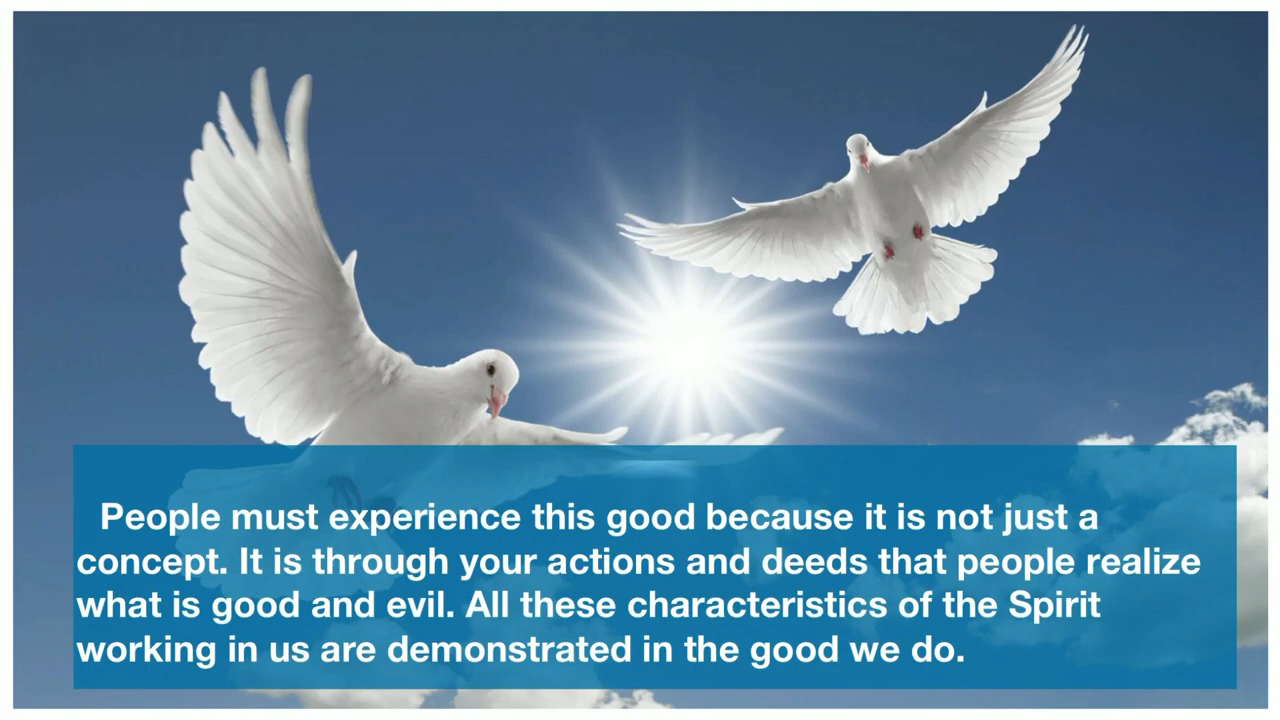 People must experience this good because it is not just a
concept. It is through your actions and deeds that people realize
what is good and evil. All these characteristics of the Spirit
working in us are demonstrated in the good we do.